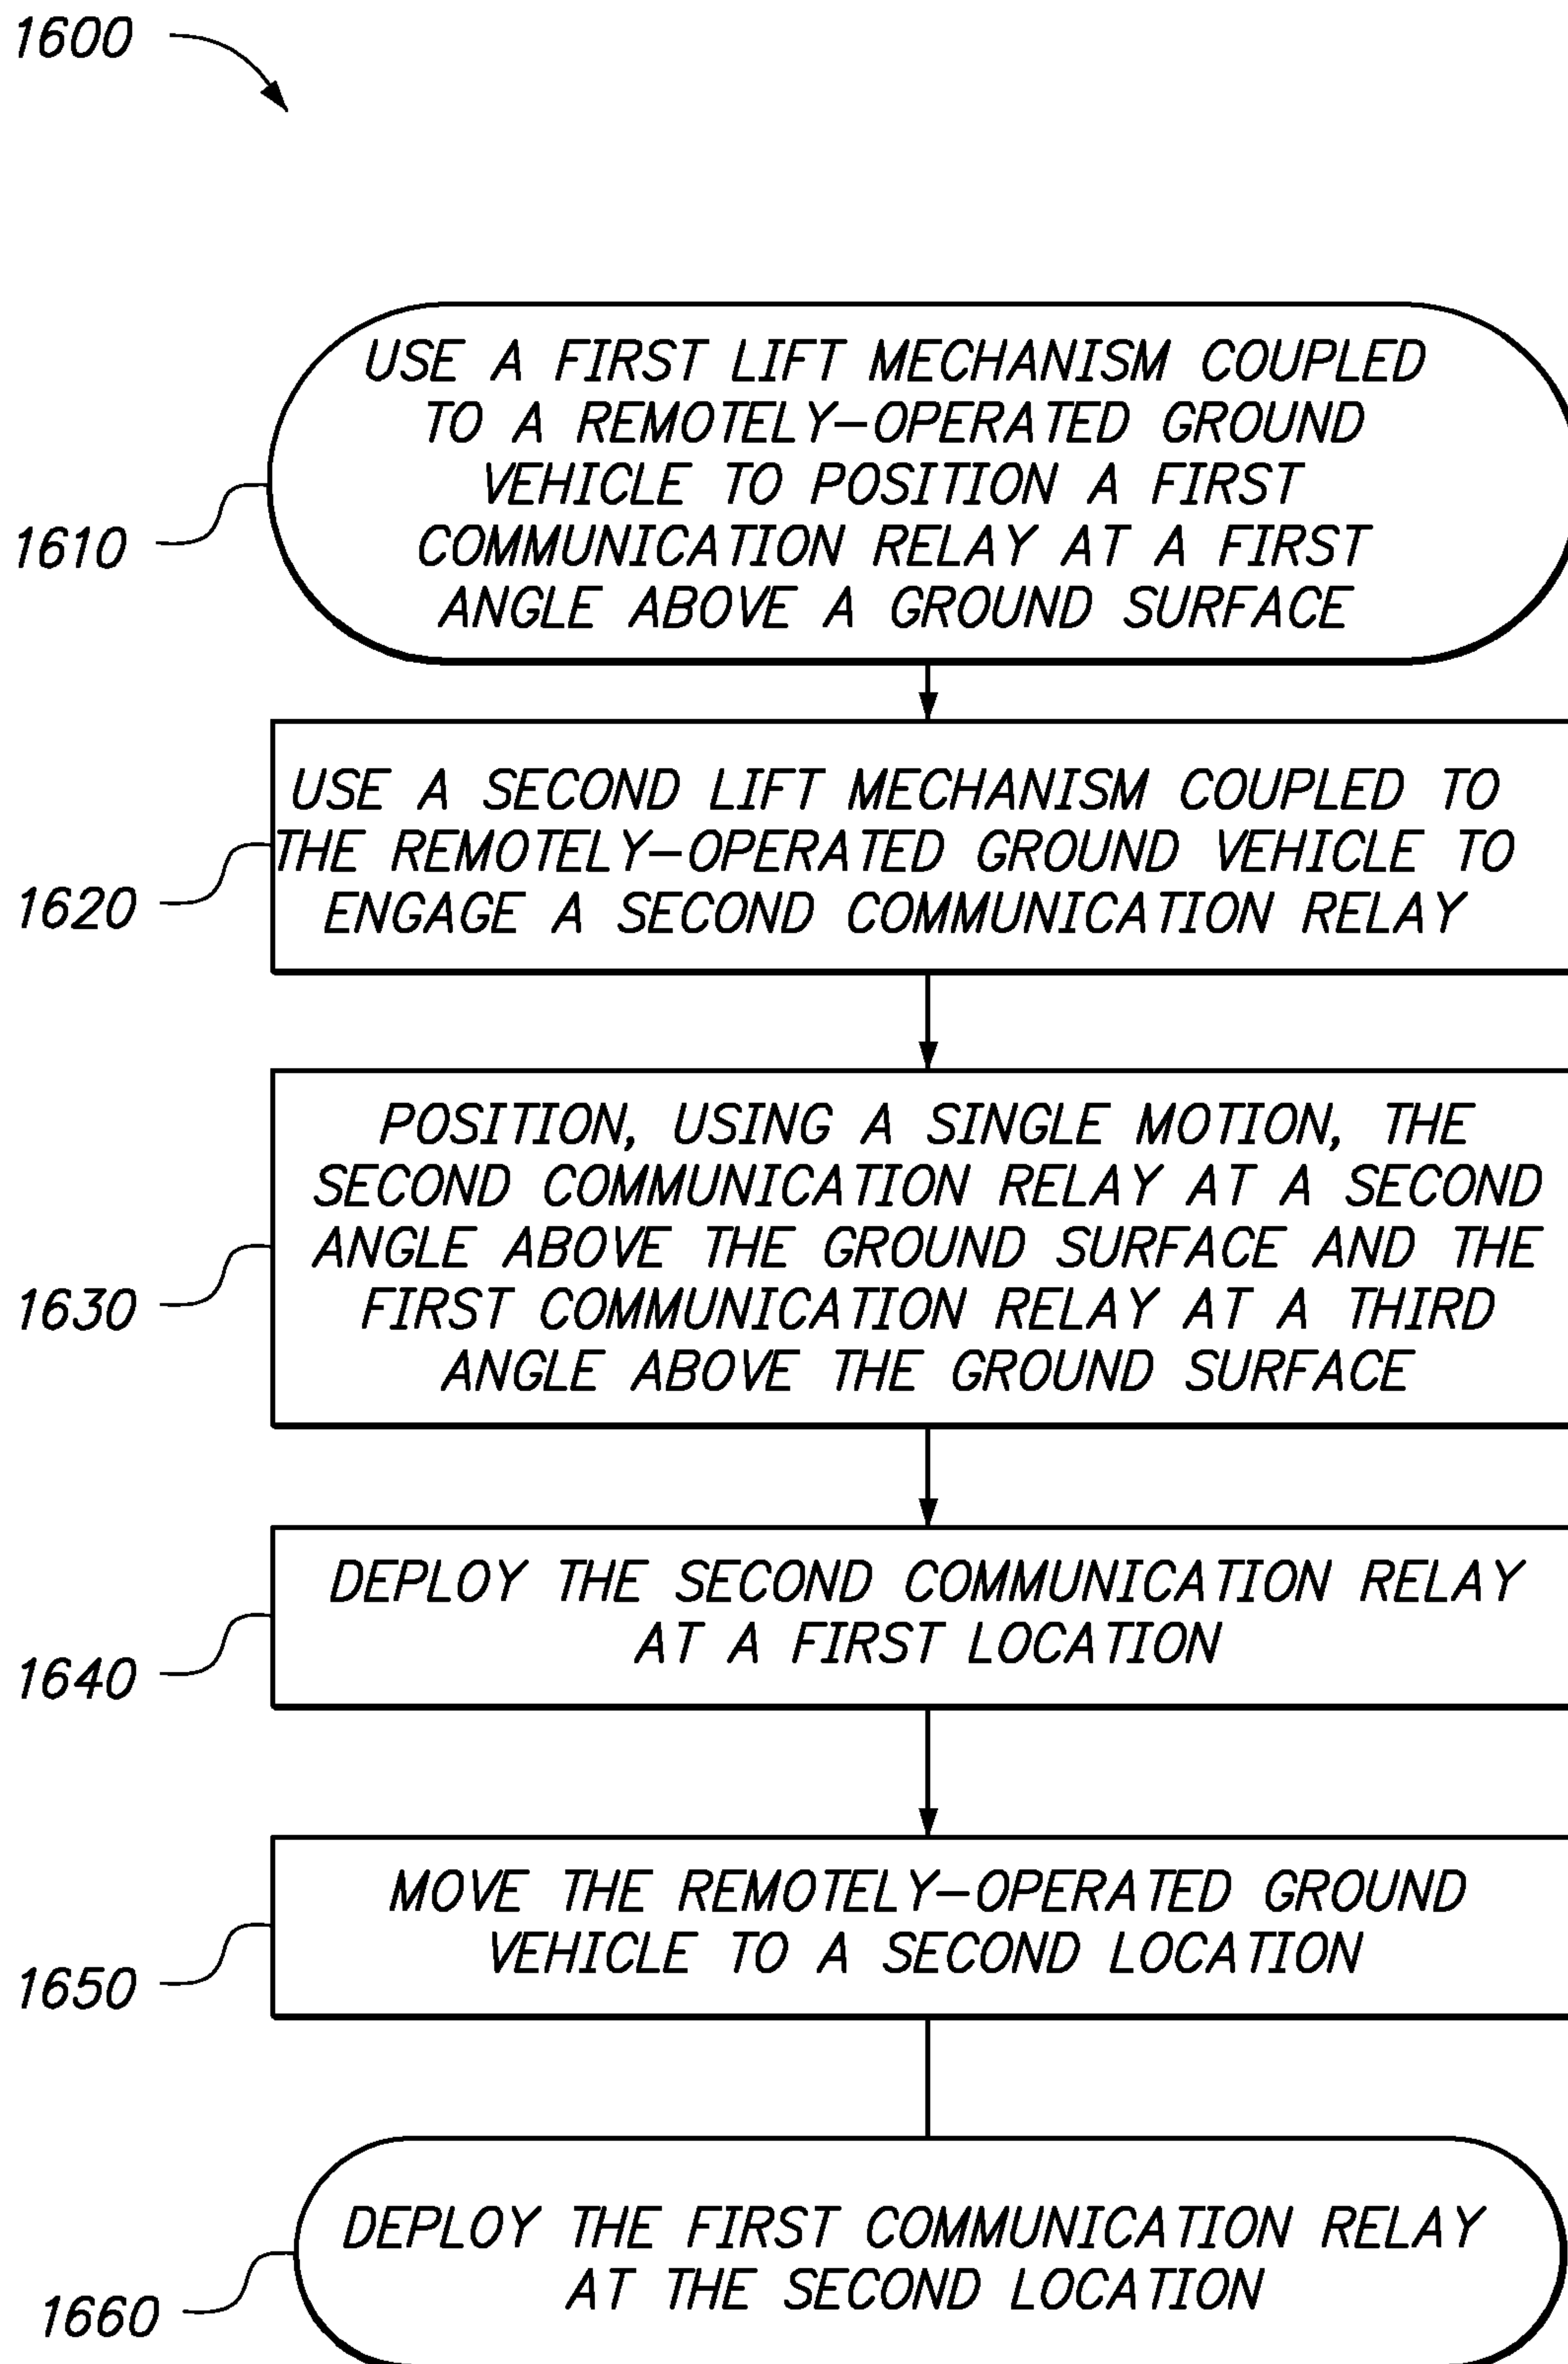 1600
USE A FIRST LIFT MECHANISM COUPLED
TO A REMOTELY-OPERATED GROUND
VEHICLE TO POSITION A FIRST
COMMUNICATION RELAY AT A FIRST
ANGLE ABOVE A GROUND SURFACE
1610
USE A SECOND LIFT MECHANISM COUPLED TO
THE REMOTELY-OPERATED GROUND VEHICLE TO
ENGAGE A SECOND COMMUNICATION RELAY
1620
POSITION, USING A SINGLE MOTION, THE
SECOND COMMUNICATION RELAY AT A SECOND
ANGLE ABOVE THE GROUND SURFACE AND THE
FIRST COMMUNICATION RELAY AT A THIRD
ANGLE ABOVE THE GROUND SURFACE
1630
DEPLOY THE SECOND COMMUNICATION RELAY
AT A FIRST LOCATION
1640
MOVE THE REMOTELY-OPERATED GROUND
VEHICLE TO A SECOND LOCATION
1650
DEPLOY THE FIRST COMMUNICATION RELAY
AT THE SECOND LOCATION
1660